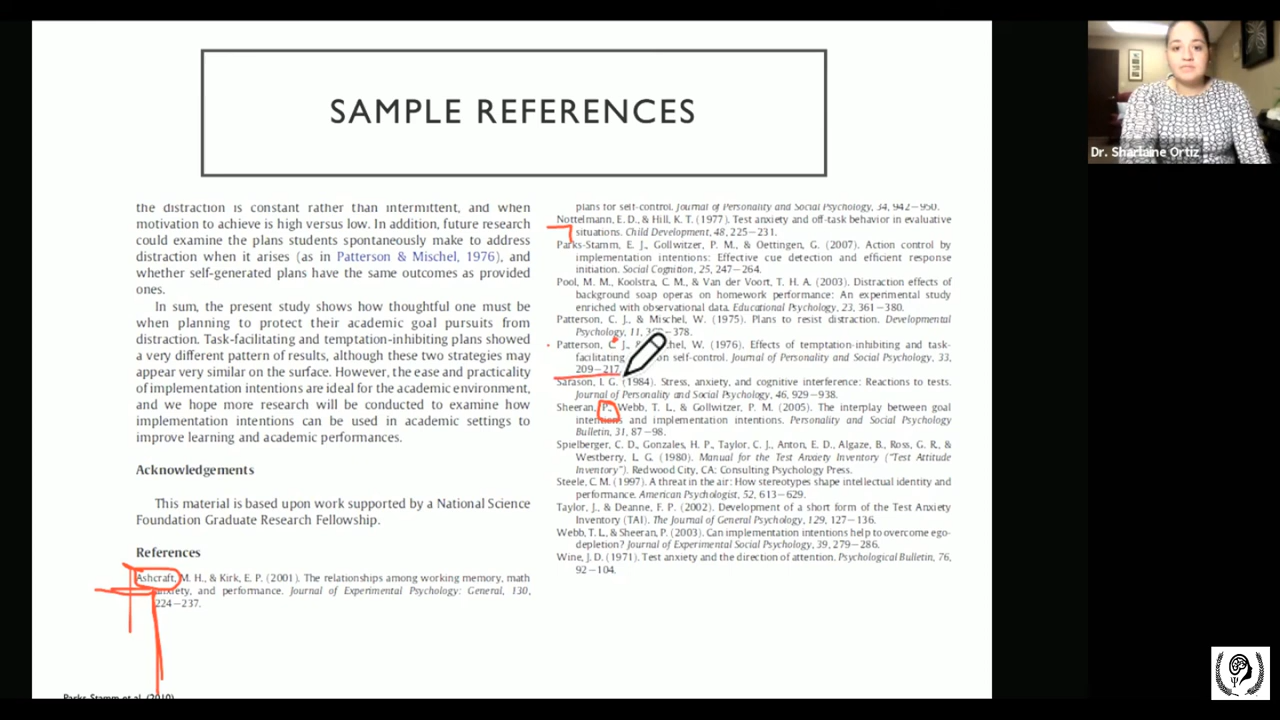 SAMPLE REFERENCES
Dr. Sharlaine Ortiz
the distraction is constant rather than intermittent, and when
motivation to achieve is high versus low. In addition, future research
could examine the plans students spontaneously make to address
distraction when it arises (as in Patterson & Mischel, 1976), and
whether self-generated plans have the same outcomes as provided
ones.
In sum, the present study shows how thoughtful one must be
when planning to protect their academic goal pursuits from
distraction. Task-facilitating and temptation-inhibiting plans showed
a very different pattern of results, although these two strategies may
appear very similar on the surface. However, the ease and practicality
of implementation intentions are ideal for the academic environment,
and we hope more research will be conducted to examine how
implementation intentions can be used in academic settings to
improve learning and academic performances.
Acknowledgements
This material is based upon work supported by a National Science
Foundation Graduate Research Fellowship.
References
Ashcraft, M. H., & Kirk, E. P. (2001). The relationships among working memory, math
anxiety, and performance. Journal of Experimental Psychology: General, 130,
224–237.
plans for self-control. Journal of Personality and Social Psychology, 34, 942–950.
Nottelmann, E. D., & Hill, K. T. (1977). Test anxiety and off-task behavior in evaluative
situations. Child Development, 48, 225–231.
Parks-Stamm, E. J., Gollwitzer, P. M., & Oettingen, G. (2007). Action control by
implementation intentions: Effective cue detection and efficient response
initiation. Social Cognition, 25, 247–264.
Pool, M. M., Koolstra, C. M., & Van der Voort, T. H. A. (2003). Distraction effects of
background soap operas on homework performance: An experimental study
enriched with observational data. Educational Psychology, 23, 361–380.
Patterson, C. J., & Mischel, W. (1975). Plans to resist distraction. Developmental
Psychology, 11, –378.
Patterson, C. J., & W. (1976). Effects of temptation-inhibiting and task-
facilitating on self-control. Journal of Personality and Social Psychology, 33,
209–217.
Sarason, I. G. (1984). Stress, anxiety, and cognitive interference: Reactions to tests.
Journal of Personality and Social Psychology, 46, 929–938.
Sheeran, P., Webb, T. L., & Gollwitzer, P. M. (2005). The interplay between goal
intentions and implementation intentions. Personality and Social Psychology
Bulletin, 31, 87–98.
Spielberger, C. D., Gonzales, H. P., Taylor, C. J., Anton, E. D., Algaze, B., Ross, G. R., &
Westberry, L. G. (1980). Manual for the Test Anxiety Inventory ("Test Attitude
Inventory"). Redwood City, CA: Consulting Psychology Press.
Steele, C. M. (1997). A threat in the air: How stereotypes shape intellectual identity and
performance. American Psychologist, 52, 613–629.
Taylor, J., & Deanne, F. P. (2002). Development of a short form of the Test Anxiety
Inventory (TAI). The Journal of General Psychology, 129, 127–136.
Webb, T. L., & Sheeran, P. (2003). Can implementation intentions help to overcome ego-
depletion? Journal of Experimental Social Psychology, 39, 279–286.
Wine, J. D. (1971). Test anxiety and the direction of attention. Psychological Bulletin, 76,
92–104.
Parks-Stamm et al. (2010)